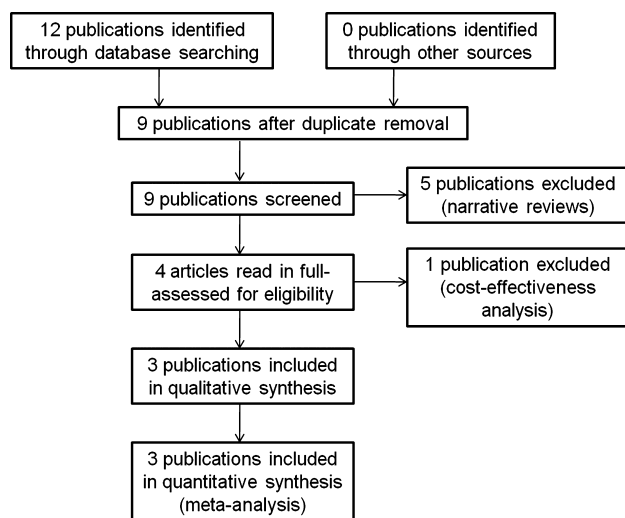 12 publications identified
through database searching
0 publications identified
through other sources
9 publications after duplicate removal
9 publications screened
5 publications excluded
(narrative reviews)
4 articles read in full-
assessed for eligibility
1 publication excluded
(cost-effectiveness
analysis)
3 publications included
in qualitative synthesis
3 publications included
in quantitative synthesis
(meta-analysis)